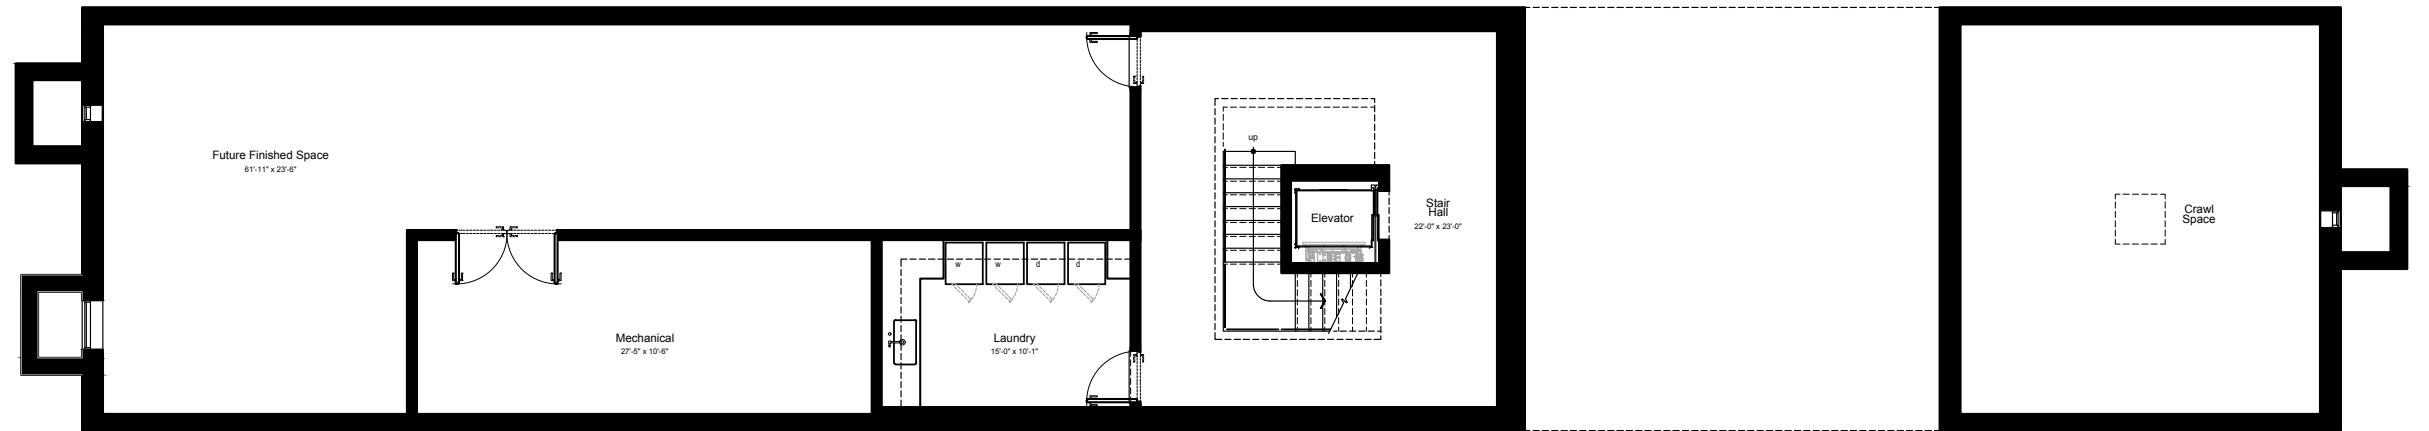 Future Finished Space
61'-11" x 23'-6"
up
Elevator
Stair
Hall
22'-0" x 23'-0"
Crawl
Space
w
w
d
d
Mechanical
27'-5" x 10'-6"
Laundry
15'-0" x 10'-1"